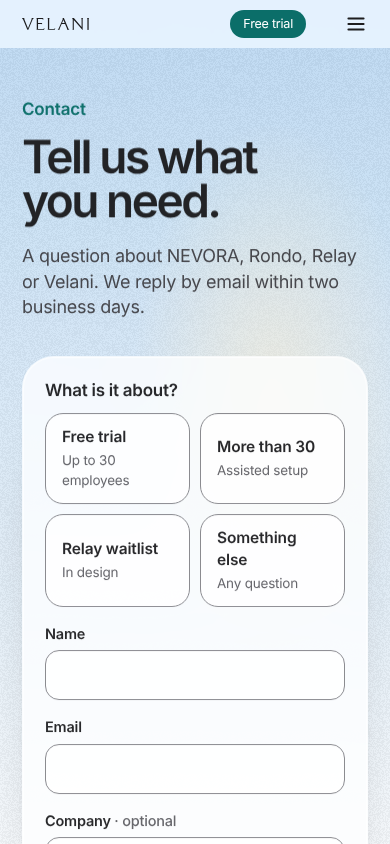 VELANI
Free trial
Contact
Tell us what
you need.
A question about NEVORA, Rondo, Relay
or Velani. We reply by email within two
business days.
What is it about?
Free trial
Up to 30
employees
More than 30
Assisted setup
Relay waitlist
In design
Something
else
Any question
Name
Email
Company · optional